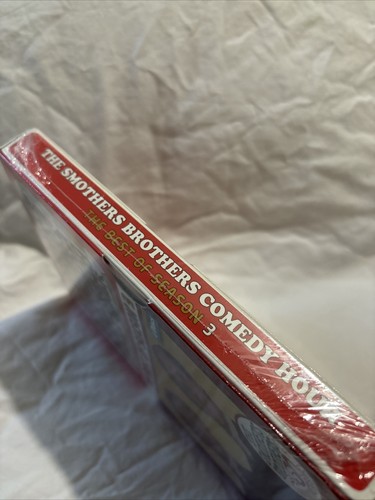 THE SMOTHERS BROTHERS COMEDY HOUR
THE BEST OF SEASON 3